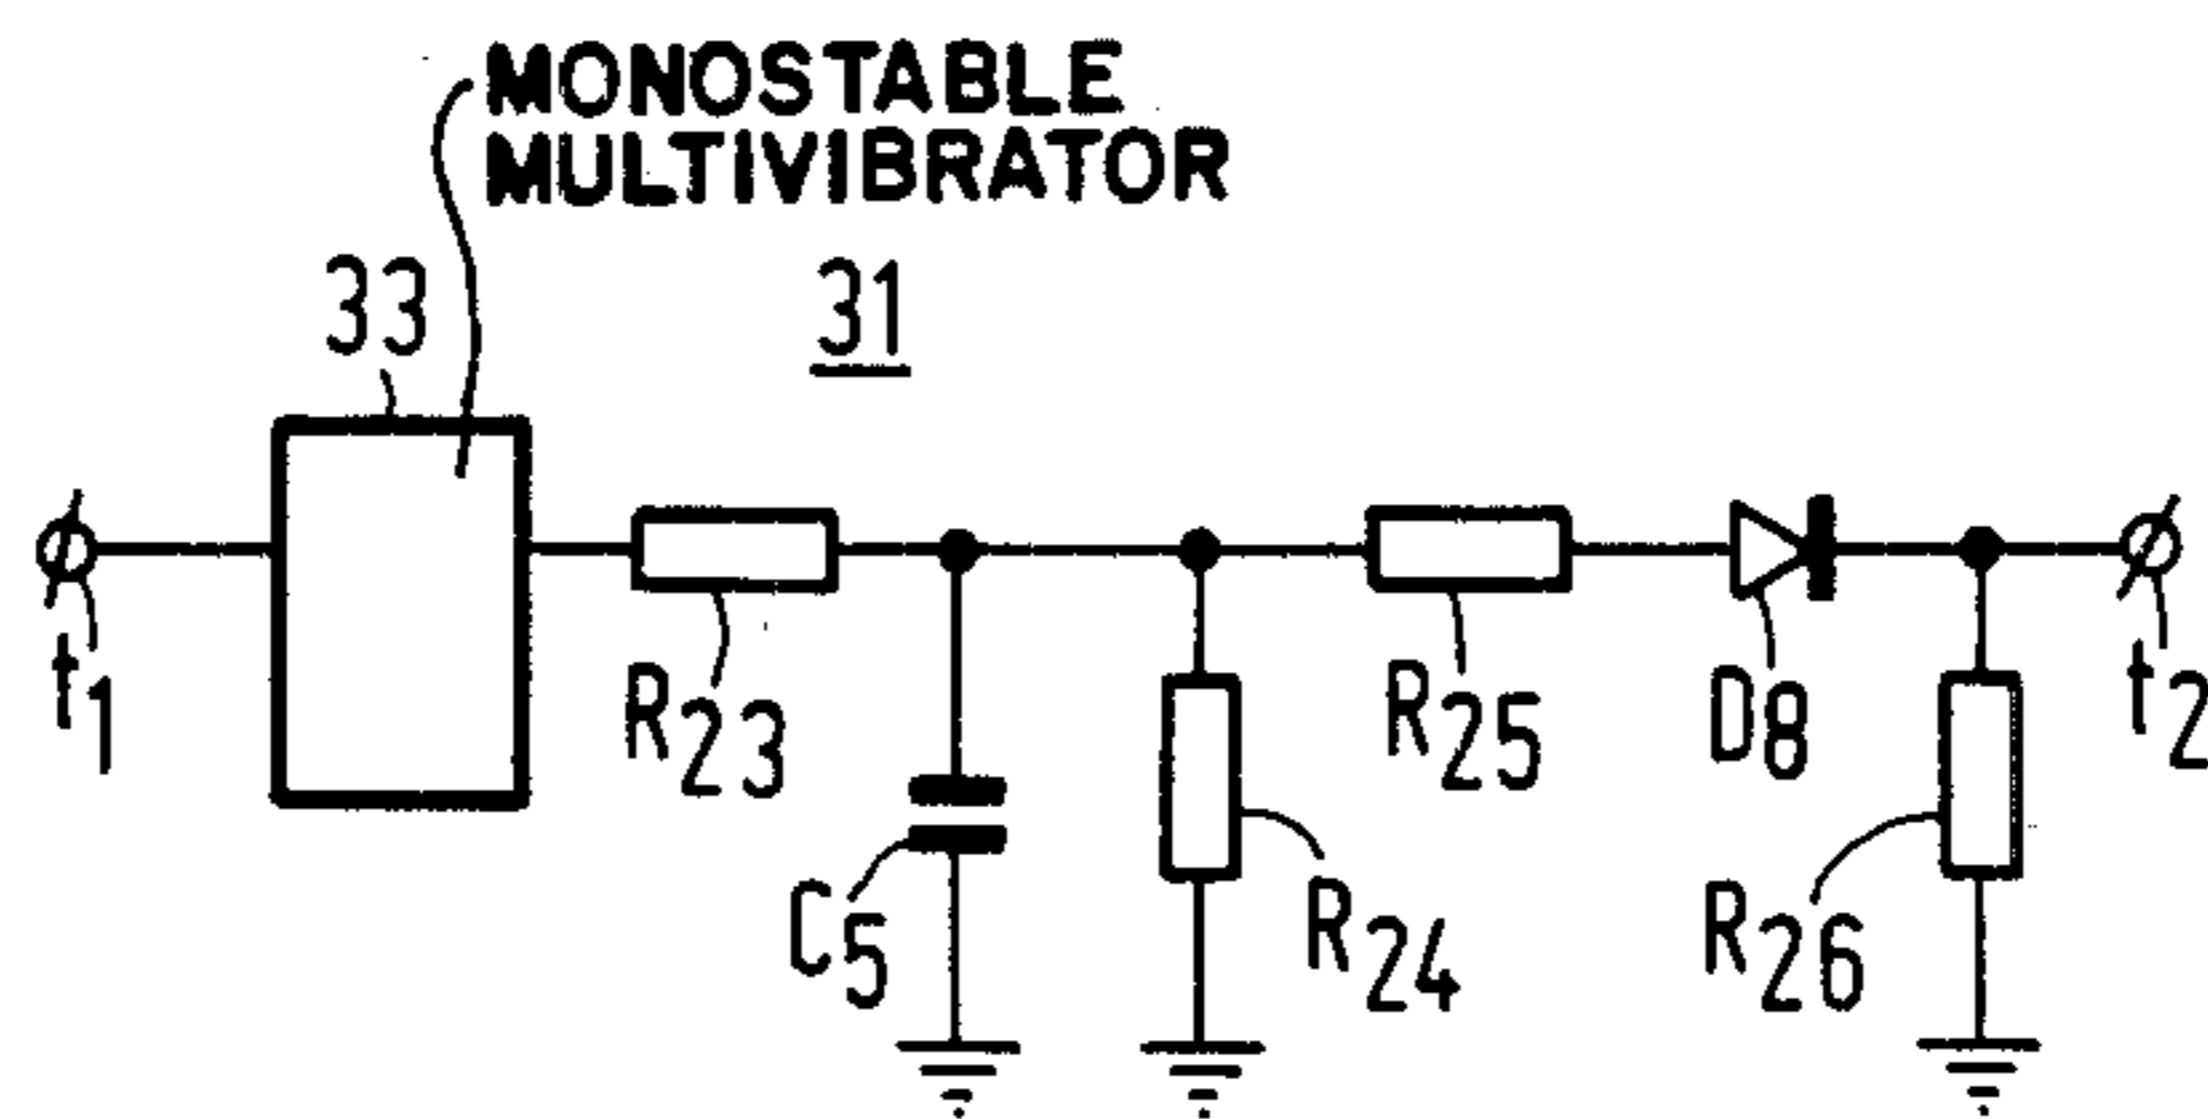 MONOSTABLE
MULTIVIBRATOR
33
31
t1
R23
C5
R24
R25
D8
R26
t2